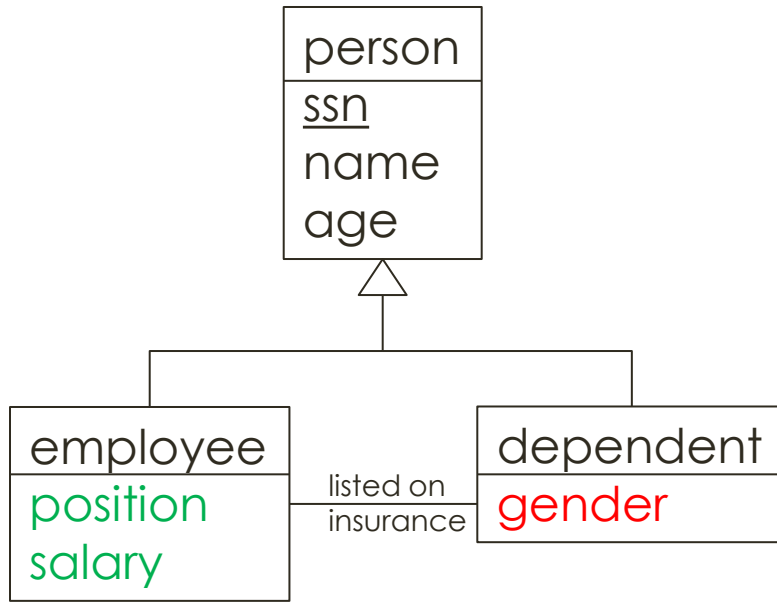 person
ssn
name
age
employee
position
salary
listed on
insurance
dependent
gender